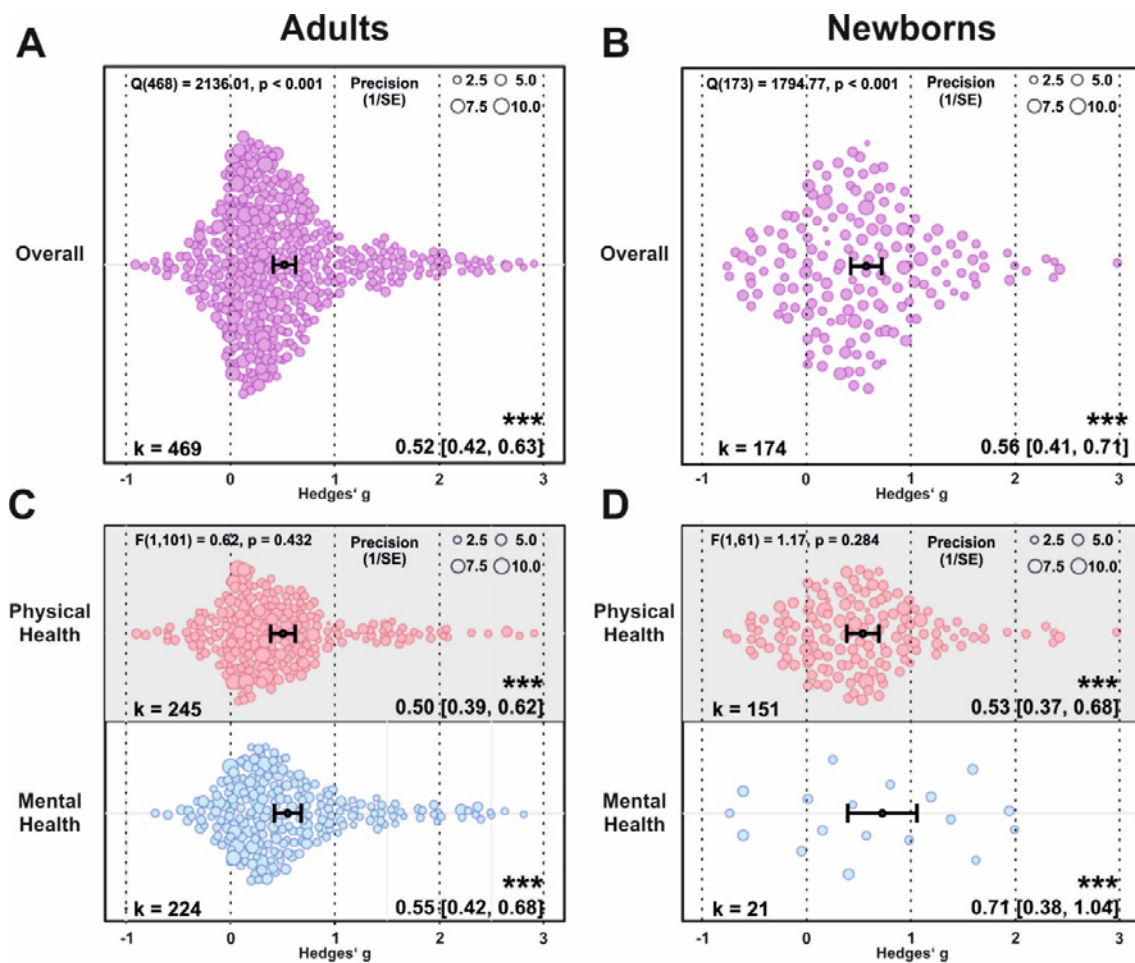 Adults
Newborns
A
Q(468) = 2136.01, p < 0.001
Precision
(1/SE)
2.5 5.0
7.5 10.0
Overall
***
k = 469
0.52 [0.42, 0.63]
-1 0 1 2 3
Hedges‘ g
B
Q(173) = 1794.77, p < 0.001
Precision
(1/SE)
2.5 5.0
7.5 10.0
Overall
***
k = 174
0.56 [0.41, 0.71]
-1 0 1 2 3
Hedges‘ g
C
F(1,101) = 0.62, p = 0.432
Precision
(1/SE)
2.5 5.0
7.5 10.0
Physical
Health
***
k = 245
0.50 [0.39, 0.62]
Mental
Health
***
k = 224
0.55 [0.42, 0.68]
-1 0 1 2 3
Hedges‘ g
D
F(1,61) = 1.17, p = 0.284
Precision
(1/SE)
2.5 5.0
7.5 10.0
Physical
Health
***
k = 151
0.53 [0.37, 0.68]
Mental
Health
***
k = 21
0.71 [0.38, 1.04]
-1 0 1 2 3
Hedges‘ g